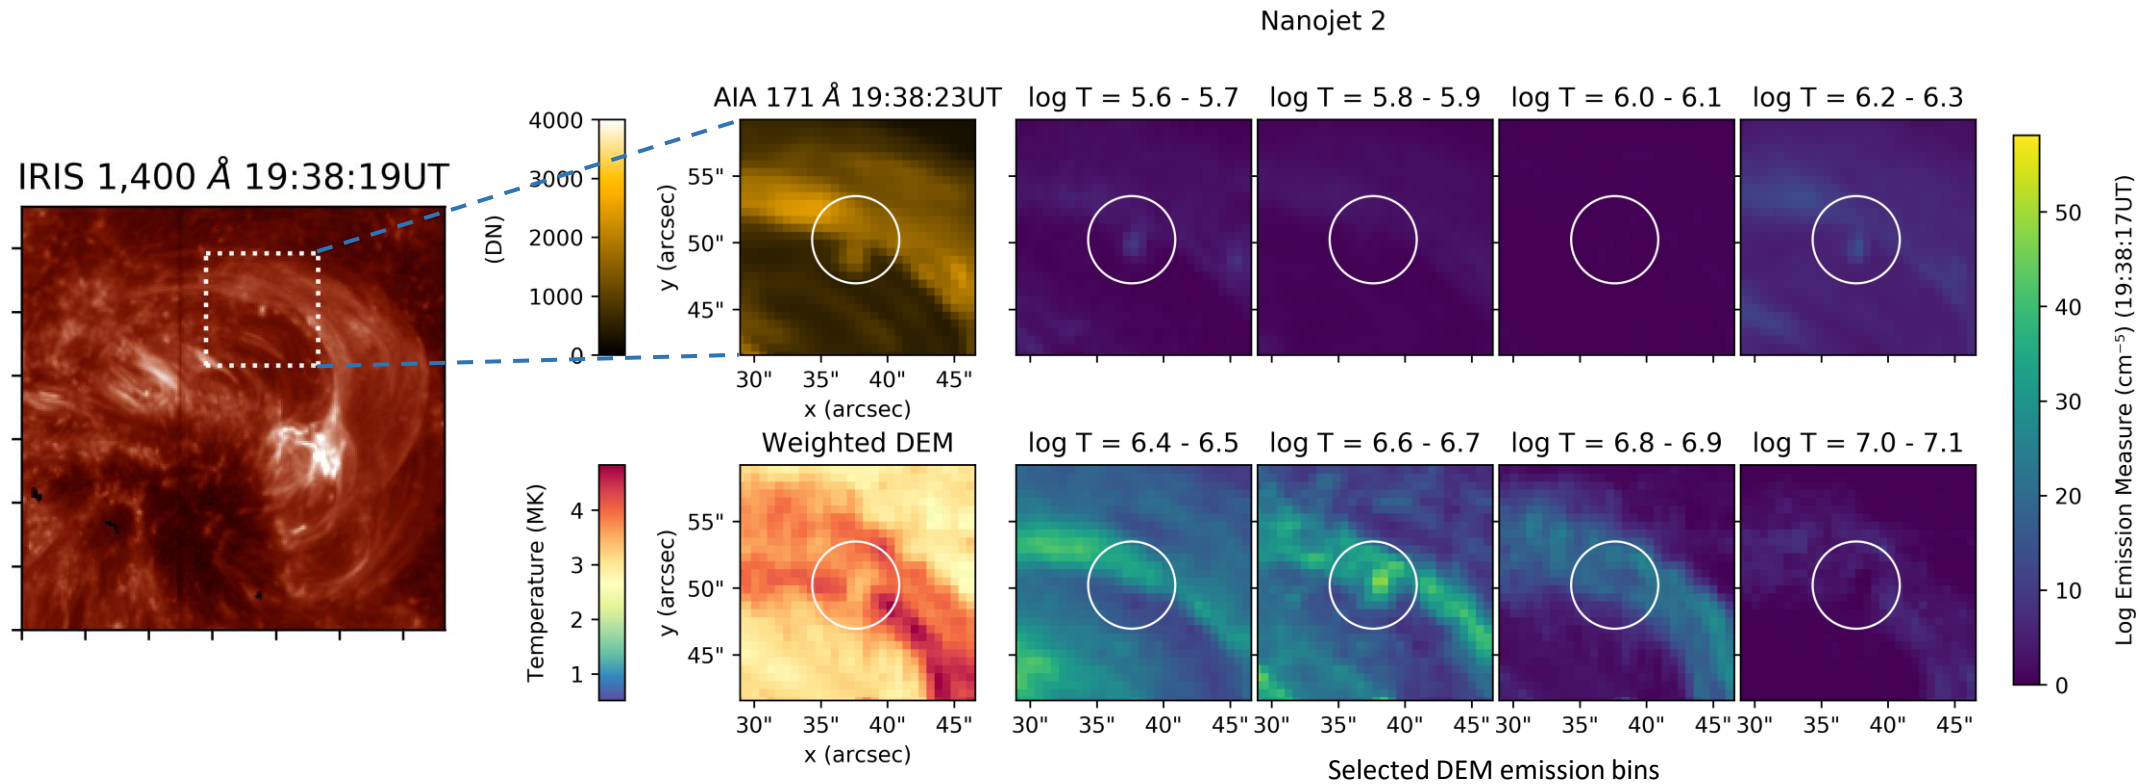 Nanojet 2
IRIS 1,400 Å 19:38:19UT
4000
3000
2000
1000
0
(DN)
AIA 171 Å 19:38:23UT
55"
50"
45"
y (arcsec)
30" 35" 40" 45"
x (arcsec)
log T = 5.6 - 5.7
log T = 5.8 - 5.9
log T = 6.0 - 6.1
log T = 6.2 - 6.3
Temperature (MK)
4
3
2
1
Weighted DEM
55"
50"
45"
y (arcsec)
30" 35" 40" 45"
x (arcsec)
log T = 6.4 - 6.5
30" 35" 40" 45"
log T = 6.6 - 6.7
30" 35" 40" 45"
log T = 6.8 - 6.9
30" 35" 40" 45"
log T = 7.0 - 7.1
30" 35" 40" 45"
Selected DEM emission bins
50
40
30
20
10
0
Log Emission Measure (cm⁻⁵) (19:38:17UT)